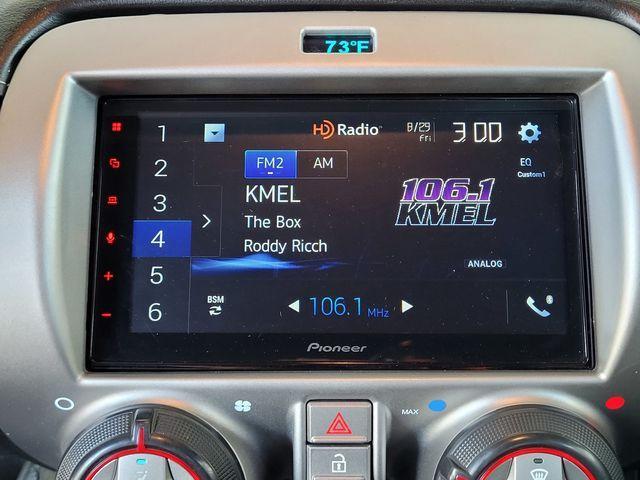 73°F
1
2
3
4
5
6
HD Radio
8/29
Fri
3:00
FM2
AM
EQ
Custom1
KMEL
The Box
Roddy Ricch
106.1
KMEL
ANALOG
BSM
106.1 MHz
Pioneer
MAX